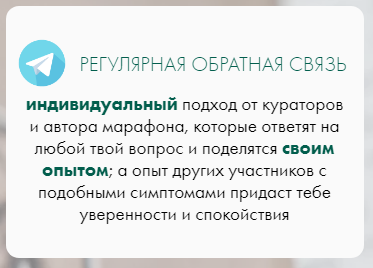 РЕГУЛЯРНАЯ ОБРАТНАЯ СВЯЗЬ
индивидуальный подход от кураторов
и автора марафона, которые ответят на
любой твой вопрос и поделятся своим
опытом; а опыт других участников с
подобными симптомами придаст тебе
уверенности и спокойствия